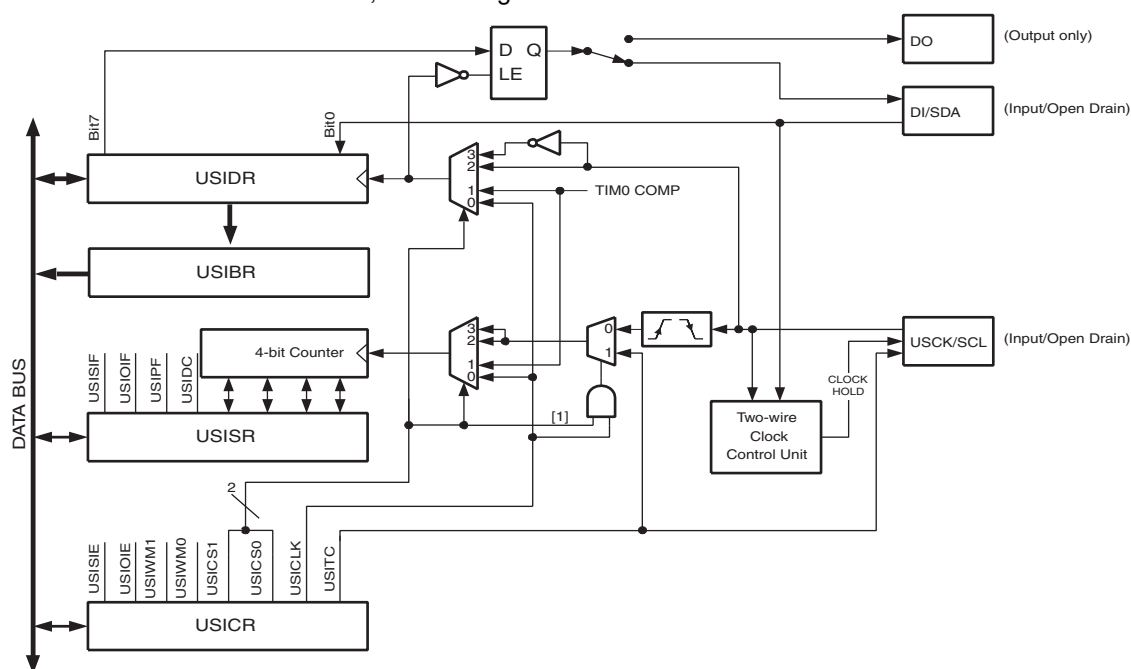 D Q
LE
DO
(Output only)
DI/SDA
(Input/Open Drain)
Bit7
Bit0
USIDR
3
2
1
0
TIM0 COMP
USIBR
DATA BUS
4-bit Counter
3
2
1
0
0
1
USCK/SCL
(Input/Open Drain)
CLOCK
HOLD
USISIF
USIOIF
USIPF
USIDC
USISR
[1]
Two-wire
Clock
Control Unit
2
USISIE
USIOIE
USIWM1
USIWM0
USICS1
USICS0
USICLK
USITC
USICR